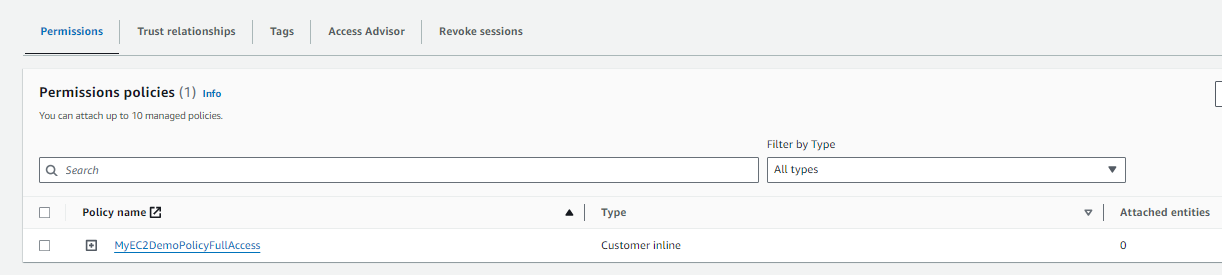 Permissions Trust relationships Tags Access Advisor Revoke sessions
Permissions policies (1) Info
You can attach up to 10 managed policies.
Filter by Type
Search All types
Policy name Type Attached entities
MyEC2DemoPolicyFullAccess Customer inline 0